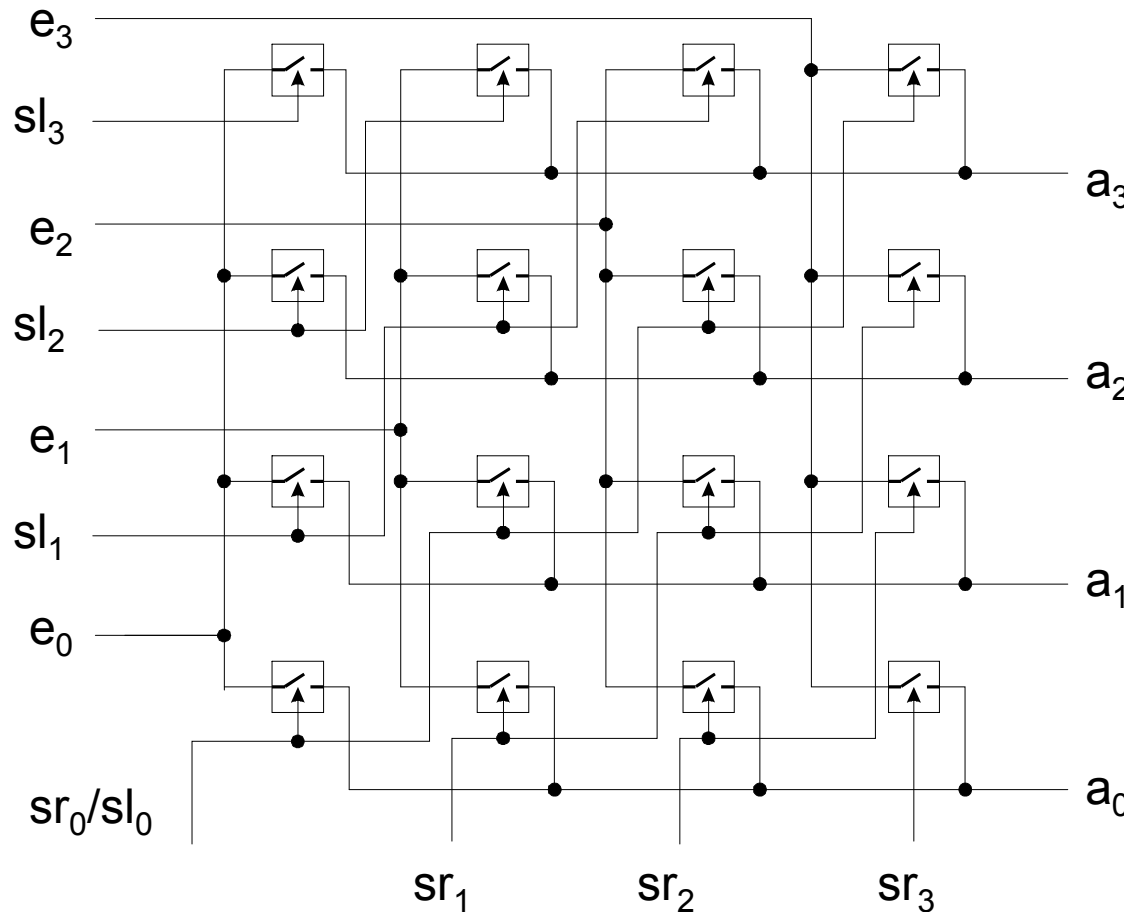 e₃
sl₃
a₃
e₂
sl₂
a₂
e₁
sl₁
a₁
e₀
sr₀/sl₀
a₀
sr₁
sr₂
sr₃